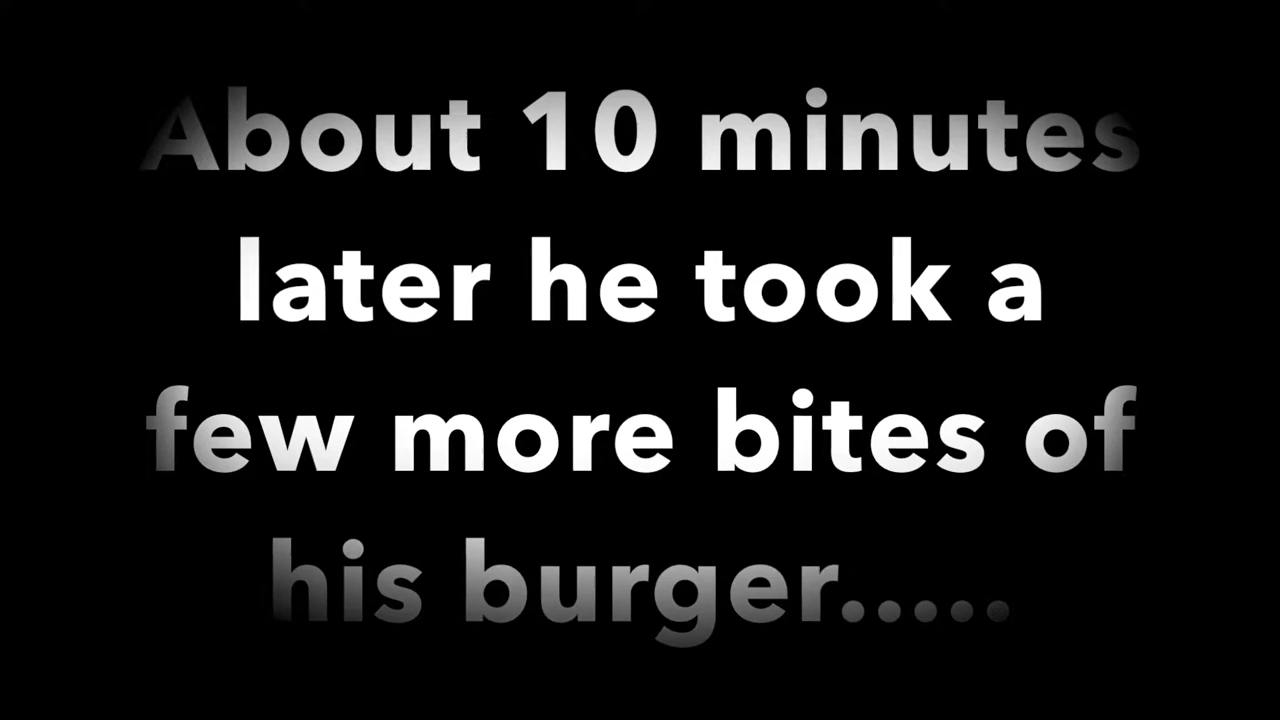 About 10 minutes
later he took a
few more bites of
his burger.....